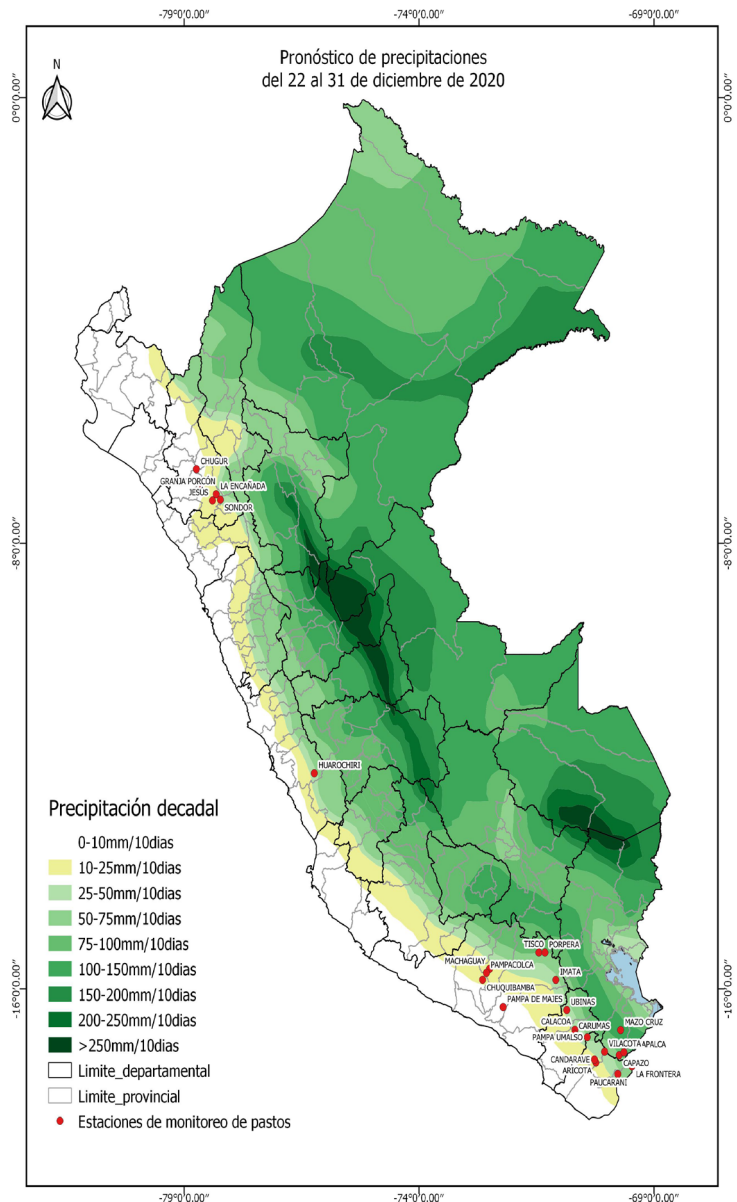 -79°0'0.00"
-74°0'0.00"
-69°0'0.00"
Pronóstico de precipitaciones
del 22 al 31 de diciembre de 2020
N
0°0'0.00"
0°0'0.00"
CHUGUR
GRANJA PORCÓN
LA ENCAÑADA
JESÚS
SONDOR
-8°0'0.00"
-8°0'0.00"
HUAROCHIRI
Precipitación decadal
0-10mm/10dias
10-25mm/10dias
25-50mm/10dias
50-75mm/10dias
75-100mm/10dias
100-150mm/10dias
150-200mm/10dias
200-250mm/10dias
>250mm/10dias
Limite_departamental
Limite_provincial
Estaciones de monitoreo de pastos
TISCO
PORPERA
MACHAGUAY
PAMPACOLCA
IMATA
CHUQUIBAMBA
-16°0'0.00"
-16°0'0.00"
PAMPA DE MAJES
UBINAS
CALACOA
CARUMAS
MAZO CRUZ
PAMPA UMALSO
VILACOTA
APALCA
CANDARAVE
CAPAZO
ARICOTA
LA FRONTERA
PAUCARANI
-79°0'0.00"
-74°0'0.00"
-69°0'0.00"